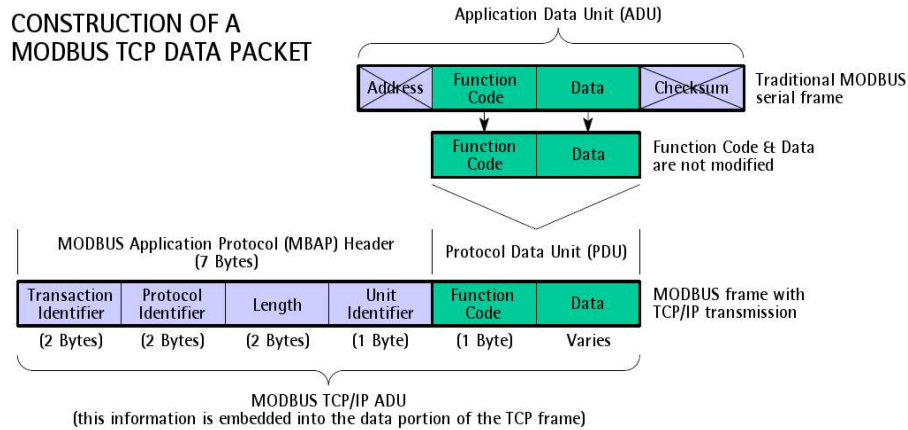 CONSTRUCTION OF A
MODBUS TCP DATA PACKET
Application Data Unit (ADU)
Address
Function
Code
Data
Checksum
Traditional MODBUS
serial frame
Function
Code
Data
Function Code & Data
are not modified
MODBUS Application Protocol (MBAP) Header
(7 Bytes)
Protocol Data Unit (PDU)
Transaction
Identifier
Protocol
Identifier
Length
Unit
Identifier
Function
Code
Data
MODBUS frame with
TCP/IP transmission
(2 Bytes)
(2 Bytes)
(2 Bytes)
(1 Byte)
(1 Byte)
Varies
MODBUS TCP/IP ADU
(this information is embedded into the data portion of the TCP frame)